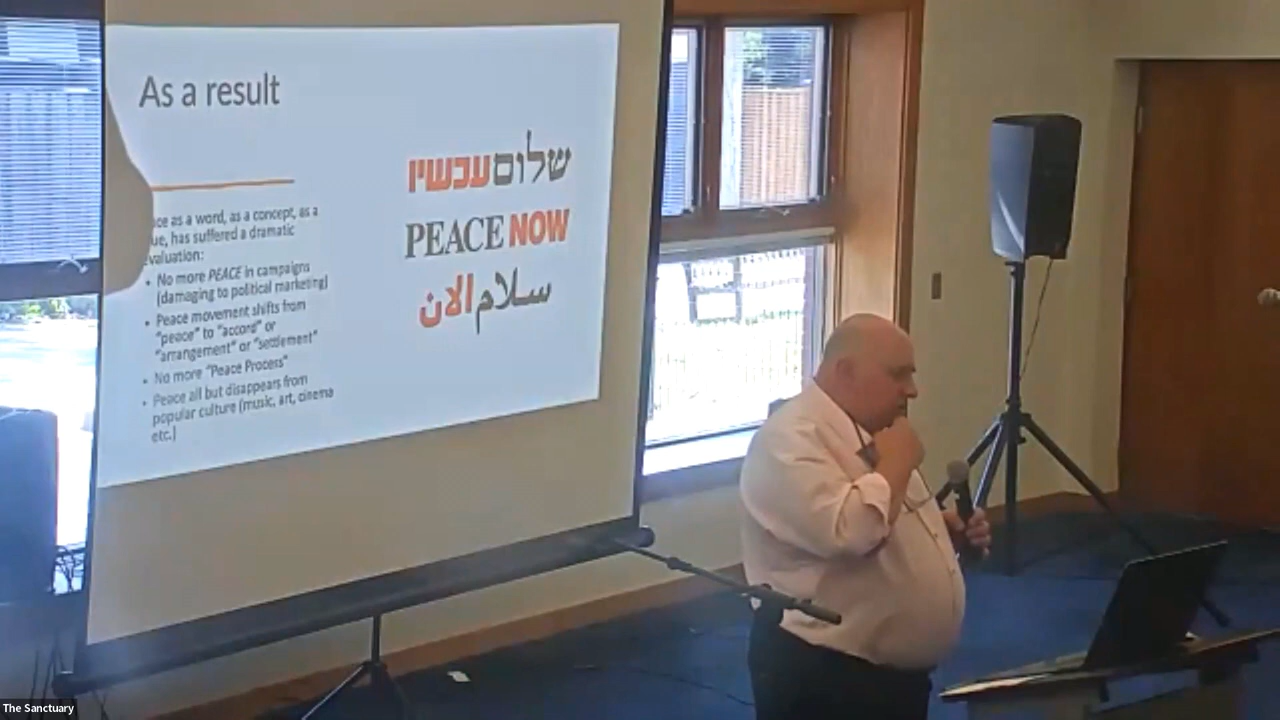 As a result
as a word, as a concept, as a
has suffered a dramatic
• No more PEACE in campaigns
(damaging to political marketing)
• Peace movement shifts from
"peace" to "accord" or
"arrangement" or "settlement"
• No more "Peace Process"
• Peace all but disappears from
popular culture (music, art, cinema
etc.)
שלום עכשיו
PEACE NOW
سلام الان
The Sanctuary